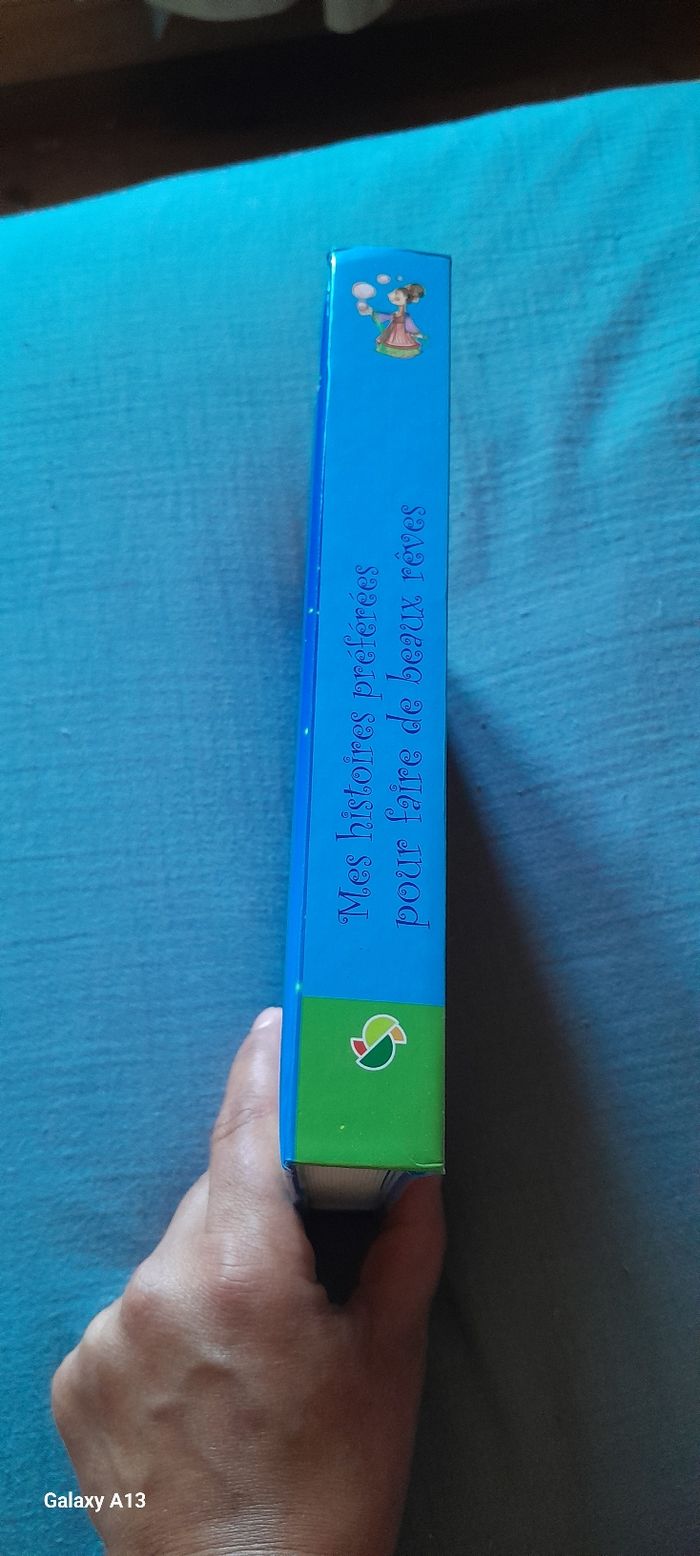 Mes histoires préférées
pour faire de beaux rêves
Galaxy A13